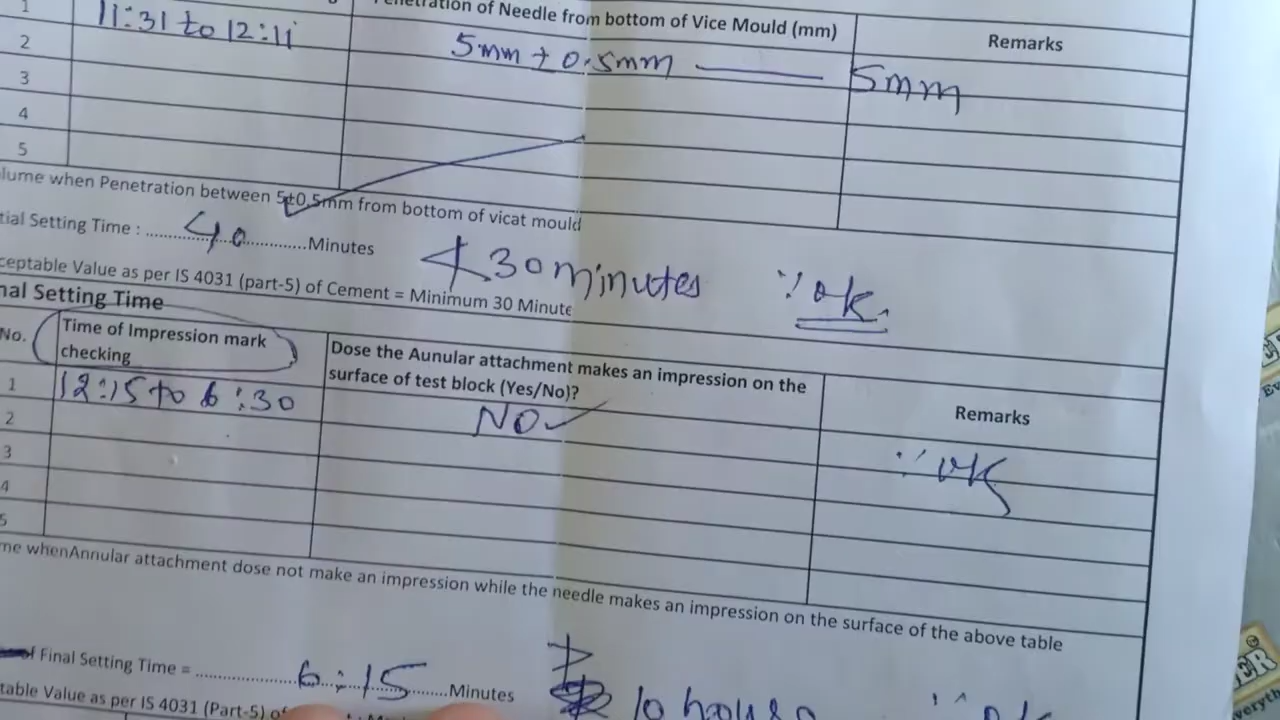 1 11:31 to 12:11 Penetration of Needle from bottom of Vice Mould (mm) Remarks
2 5mm + 0.5mm 5mm
3
4
5
lume when Penetration between 5±0.5mm from bottom of vicat mould
tial Setting Time : 40 Minutes ≮ 30 minutes ∵ ok.
ceptable Value as per IS 4031 (part-5) of Cement = Minimum 30 Minute
nal Setting Time
No. Time of Impression mark checking Dose the Aunular attachment makes an impression on the surface of test block (Yes/No)? Remarks
1 12:15 to 6:30 NO ∵ ok
2
3
4
5
me whenAnnular attachment dose not make an impression while the needle makes an impression on the surface of the above table
of Final Setting Time = 6:15 Minutes ≯ 10 hours
table Value as per IS 4031 (Part-5) of